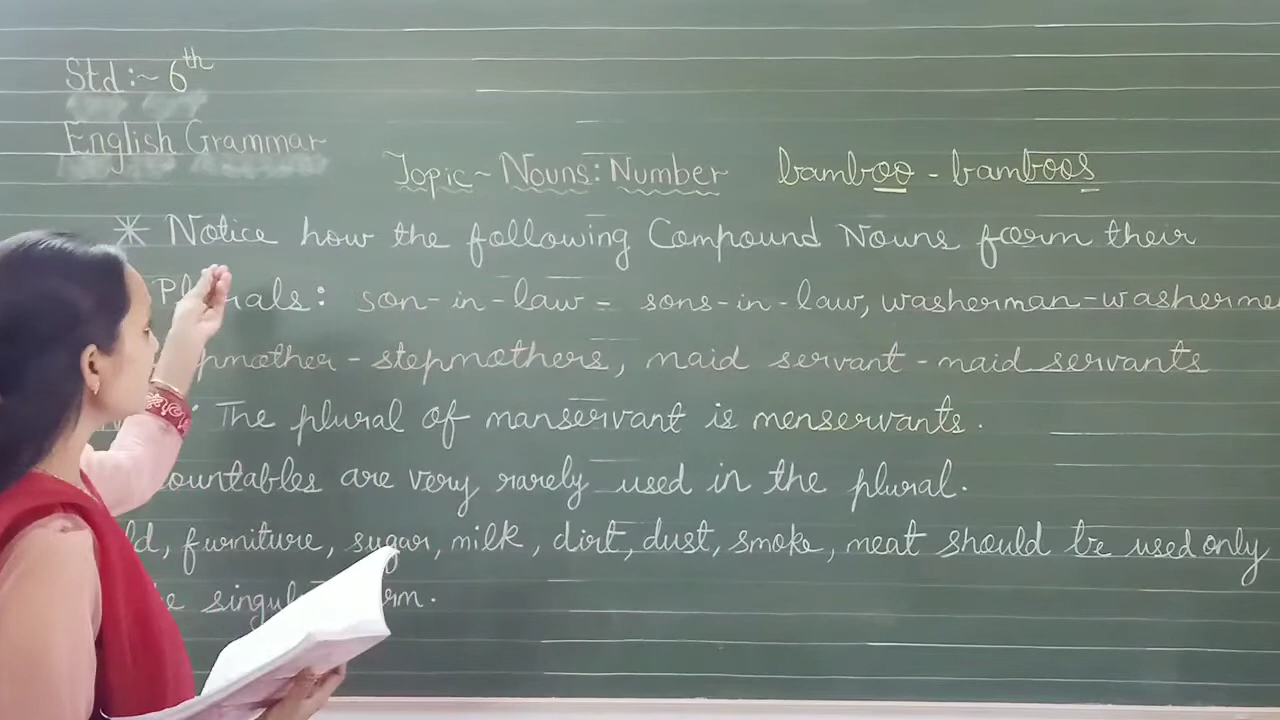 Std :~ 6th
English Grammar
Topic~ Nouns: Number bamboo - bamboos
* Notice how the following Compound Nouns form their
Plurals: son-in-law - sons-in-law, washerman-washerme
pmother - stepmothers, maid servant - maid servants
: The plural of manservant is menservants.
ountables are very rarely used in the plural.
ld, furniture, sugar, milk, dirt, dust, smoke, meat should be used only
singul rm.